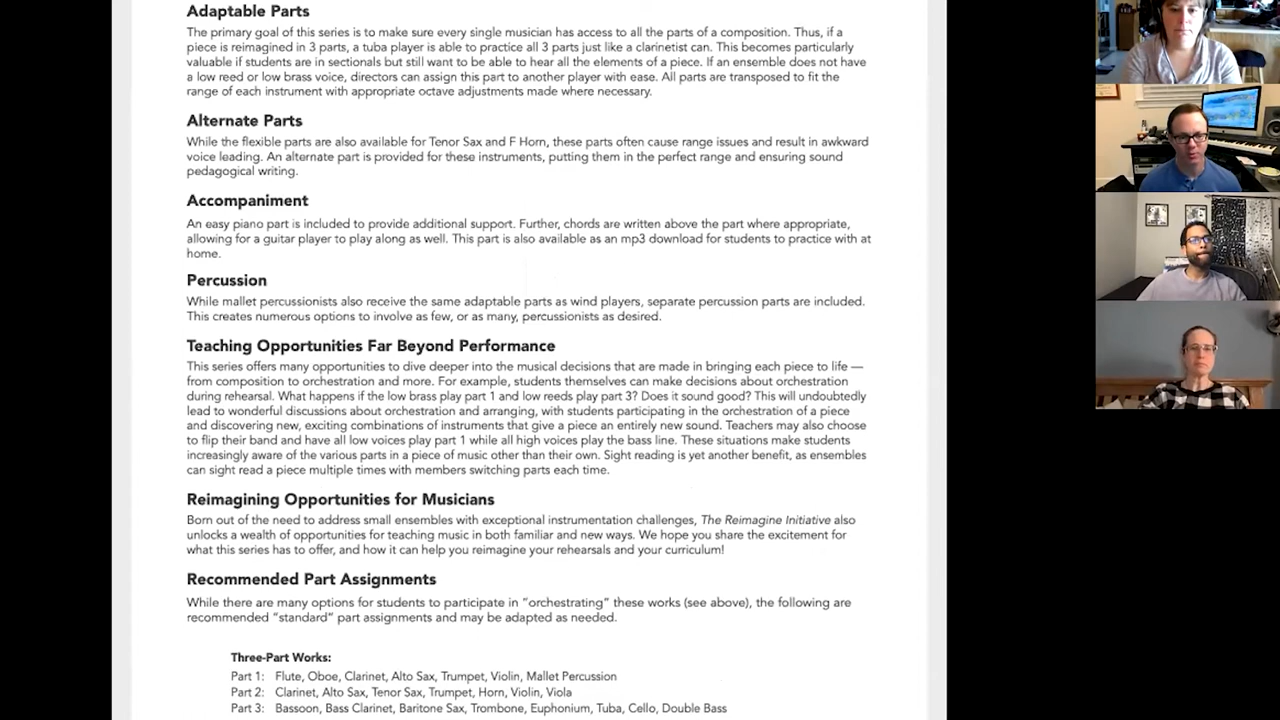 Adaptable Parts
The primary goal of this series is to make sure every single musician has access to all the parts of a composition. Thus, if a
piece is reimagined in 3 parts, a tuba player is able to practice all 3 parts just like a clarinetist can. This becomes particularly
valuable if students are in sectionals but still want to be able to hear all the elements of a piece. If an ensemble does not have
a low reed or low brass voice, directors can assign this part to another player with ease. All parts are transposed to fit the
range of each instrument with appropriate octave adjustments made where necessary.
Alternate Parts
While the flexible parts are also available for Tenor Sax and F Horn, these parts often cause range issues and result in awkward
voice leading. An alternate part is provided for these instruments, putting them in the perfect range and ensuring sound
pedagogical writing.
Accompaniment
An easy piano part is included to provide additional support. Further, chords are written above the part where appropriate,
allowing for a guitar player to play along as well. This part is also available as an mp3 download for students to practice with at
home.
Percussion
While mallet percussionists also receive the same adaptable parts as wind players, separate percussion parts are included.
This creates numerous options to involve as few, or as many, percussionists as desired.
Teaching Opportunities Far Beyond Performance
This series offers many opportunities to dive deeper into the musical decisions that are made in bringing each piece to life —
from composition to orchestration and more. For example, students themselves can make decisions about orchestration
during rehearsal. What happens if the low brass play part 1 and low reeds play part 3? Does it sound good? This will undoubtedly
lead to wonderful discussions about orchestration and arranging, with students participating in the orchestration of a piece
and discovering new, exciting combinations of instruments that give a piece an entirely new sound. Teachers may also choose
to flip their band and have all low voices play part 1 while all high voices play the bass line. These situations make students
increasingly aware of the various parts in a piece of music other than their own. Sight reading is yet another benefit, as ensembles
can sight read a piece multiple times with members switching parts each time.
Reimagining Opportunities for Musicians
Born out of the need to address small ensembles with exceptional instrumentation challenges, The Reimagine Initiative also
unlocks a wealth of opportunities for teaching music in both familiar and new ways. We hope you share the excitement for
what this series has to offer, and how it can help you reimagine your rehearsals and your curriculum!
Recommended Part Assignments
While there are many options for students to participate in “orchestrating” these works (see above), the following are
recommended “standard” part assignments and may be adapted as needed.
Three-Part Works:
Part 1: Flute, Oboe, Clarinet, Alto Sax, Trumpet, Violin, Mallet Percussion
Part 2: Clarinet, Alto Sax, Tenor Sax, Trumpet, Horn, Violin, Viola
Part 3: Bassoon, Bass Clarinet, Baritone Sax, Trombone, Euphonium, Tuba, Cello, Double Bass